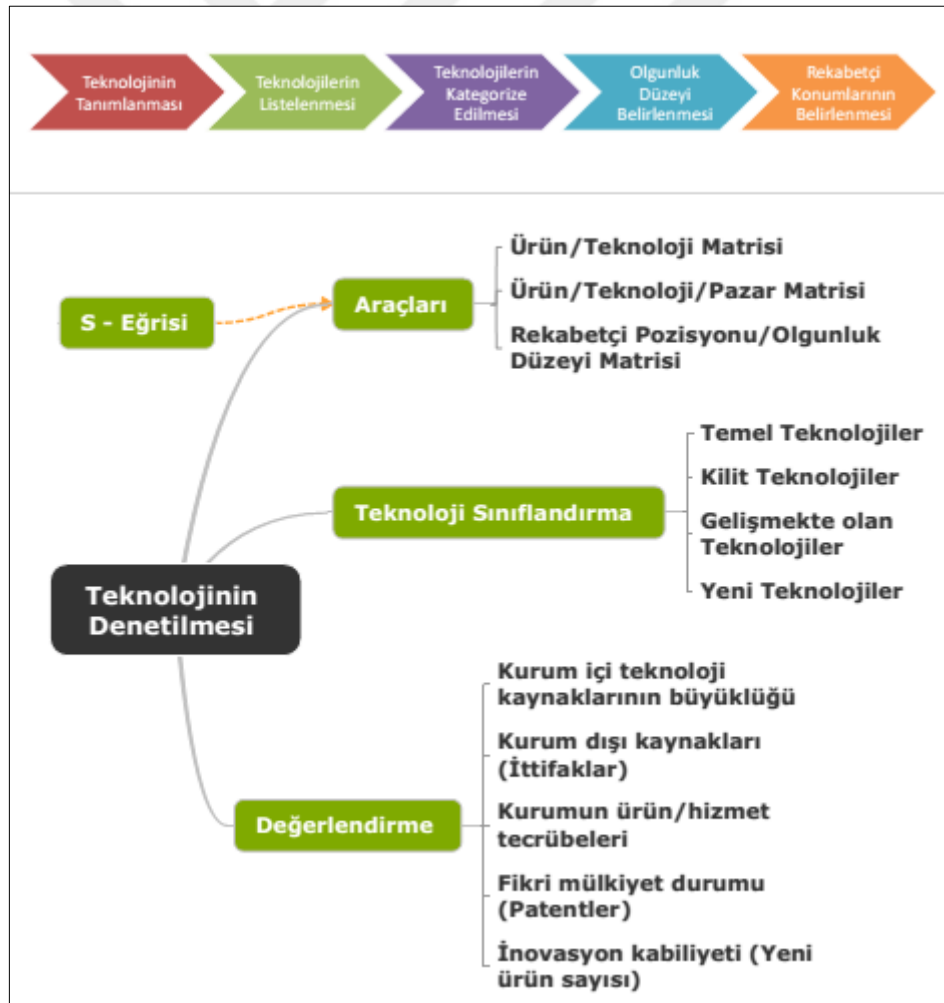 Teknolojinin
Tanımlanması
Teknolojilerin
Listelenmesi
Teknolojilerin
Kategorize
Edilmesi
Olgunluk
Düzeyi
Belirlenmesi
Rekabetçi
Konumlarının
Belirlenmesi
S - Eğrisi
Araçları
Ürün/Teknoloji Matrisi
Ürün/Teknoloji/Pazar Matrisi
Rekabetçi Pozisyonu/Olgunluk
Düzeyi Matrisi
Teknoloji Sınıflandırma
Temel Teknolojiler
Kilit Teknolojiler
Gelişmekte olan
Teknolojiler
Yeni Teknolojiler
Teknolojinin
Denetilmesi
Değerlendirme
Kurum içi teknoloji
kaynaklarının büyüklüğü
Kurum dışı kaynakları
(İttifaklar)
Kurumun ürün/hizmet
tecrübeleri
Fikri mülkiyet durumu
(Patentler)
İnovasyon kabiliyeti (Yeni
ürün sayısı)